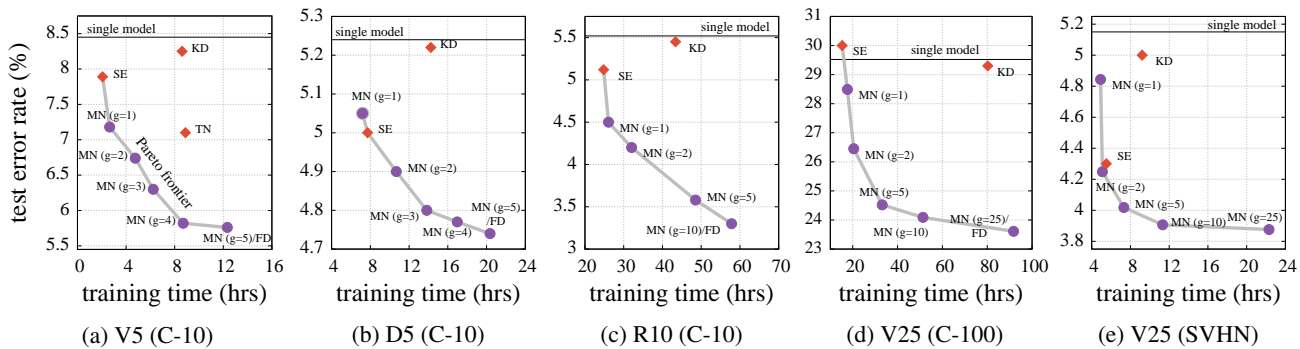 test error rate (%)
8.5
8
7.5
7
6.5
6
5.5
0 4 8 12 16
single model
KD
SE
MN (g=1)
TN
MN (g=2)
Pareto frontier
MN (g=3)
MN (g=4)
MN (g=5)/FD
training time (hrs)
(a) V5 (C-10)
5.3
5.2
5.1
5
4.9
4.8
4.7
4 8 12 16 20 24
single model
KD
MN (g=1)
SE
MN (g=2)
MN (g=3)
MN (g=5)
/FD
MN (g=4)
training time (hrs)
(b) D5 (C-10)
5.5
5
4.5
4
3.5
3
20 30 40 50 60 70
single model
KD
SE
MN (g=1)
MN (g=2)
MN (g=5)
MN (g=10)/FD
training time (hrs)
(c) R10 (C-10)
31
30
29
28
27
26
25
24
23
20 40 60 80 100
SE
single model
KD
MN (g=1)
MN (g=2)
MN (g=5)
MN (g=25)/
FD
MN (g=10)
training time (hrs)
(d) V25 (C-100)
5.2
5
4.8
4.6
4.4
4.2
4
3.8
4 8 12 16 20 24
single model
KD
MN (g=1)
SE
MN (g=2)
MN (g=5)
MN (g=10)
MN (g=25)
training time (hrs)
(e) V25 (SVHN)